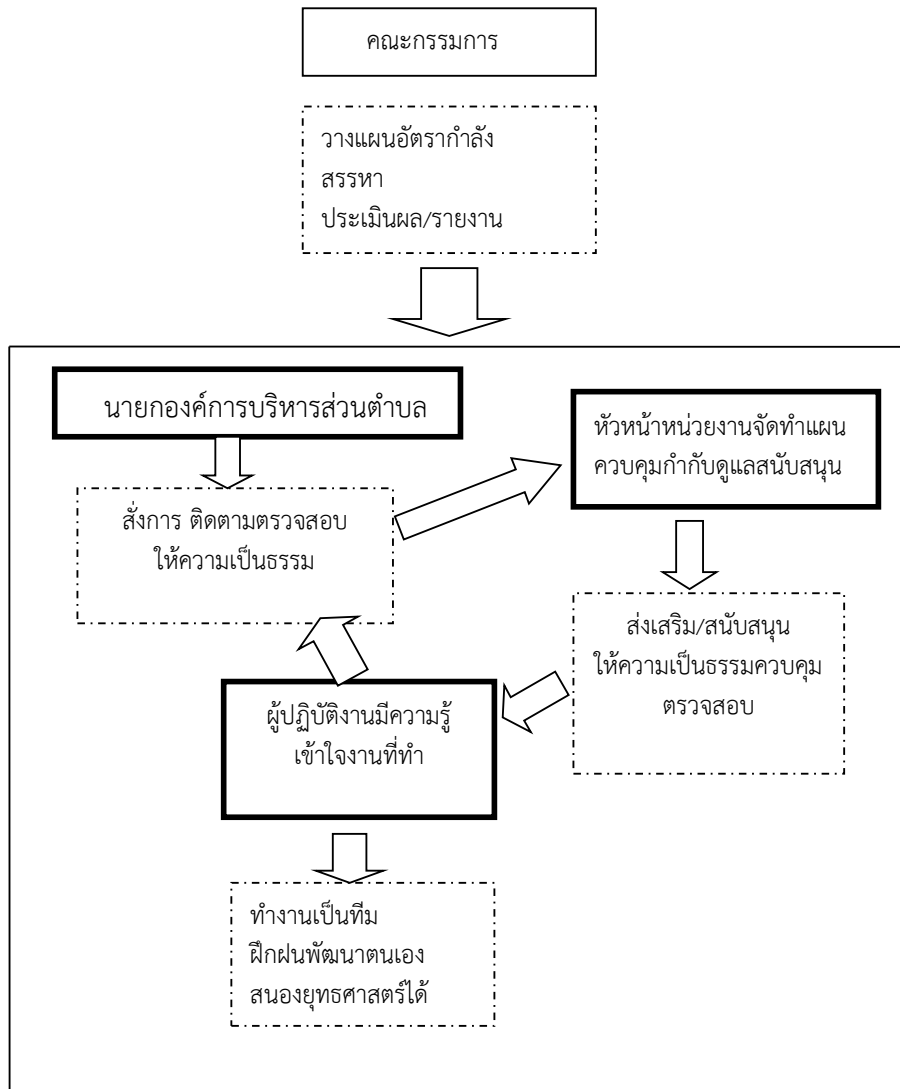 คณะกรรมการ
วางแผนอัตรากำลัง
สรรหา
ประเมินผล/รายงาน
นายกองค์การบริหารส่วนตำบล
หัวหน้าหน่วยงานจัดทำแผน
ควบคุมกำกับดูแลสนับสนุน
สั่งการ ติดตามตรวจสอบ
ให้ความเป็นธรรม
ส่งเสริม/สนับสนุน
ให้ความเป็นธรรมควบคุม
ตรวจสอบ
ผู้ปฏิบัติงานมีความรู้
เข้าใจงานที่ทำ
ทำงานเป็นทีม
ฝึกฝนพัฒนาตนเอง
สนองยุทธศาสตร์ได้